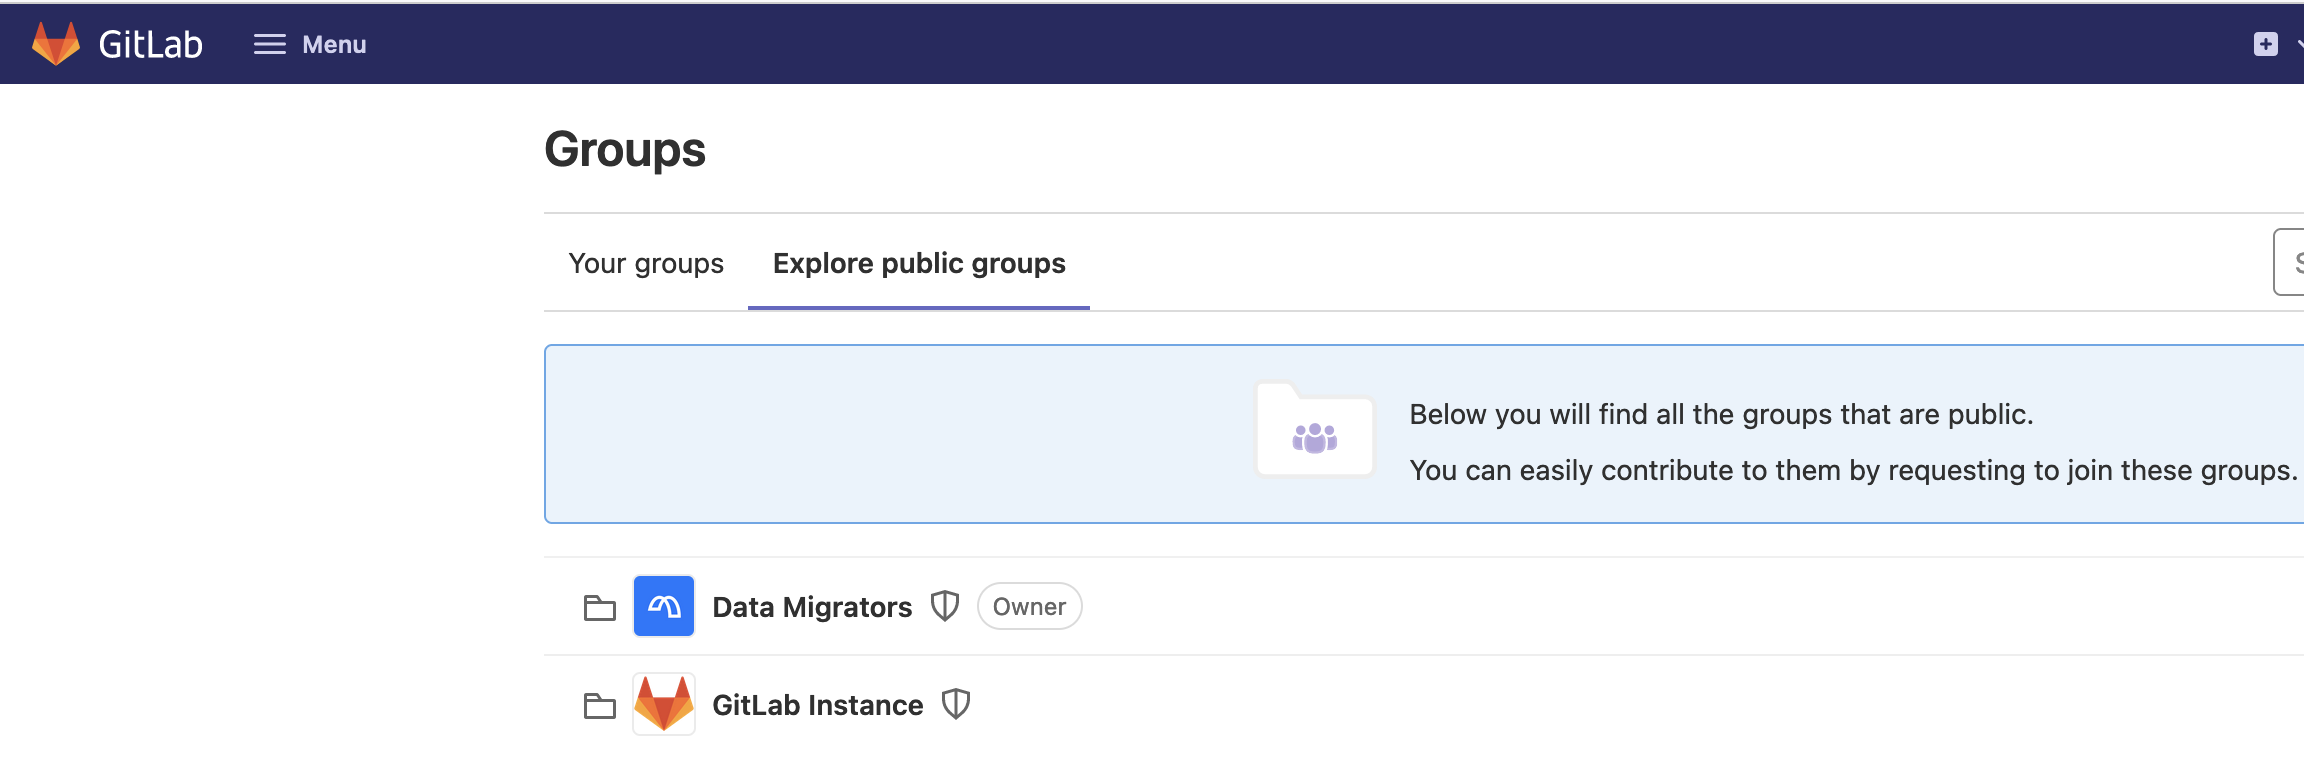 GitLab Menu
Groups
Your groups Explore public groups
Below you will find all the groups that are public.
You can easily contribute to them by requesting to join these groups.
Data Migrators Owner
GitLab Instance